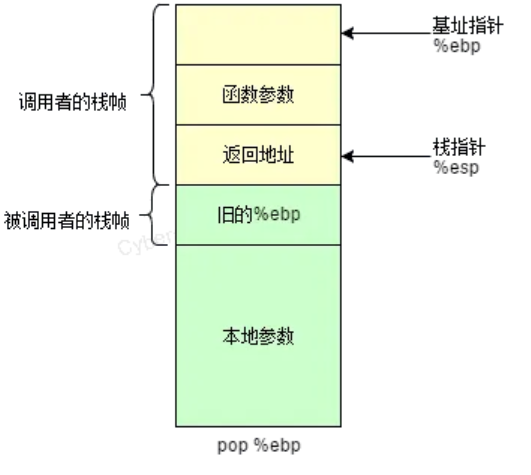 基址指针
%ebp
函数参数
调用者的栈帧
返回地址
栈指针
%esp
旧的%ebp
被调用者的栈帧
本地参数
pop %ebp